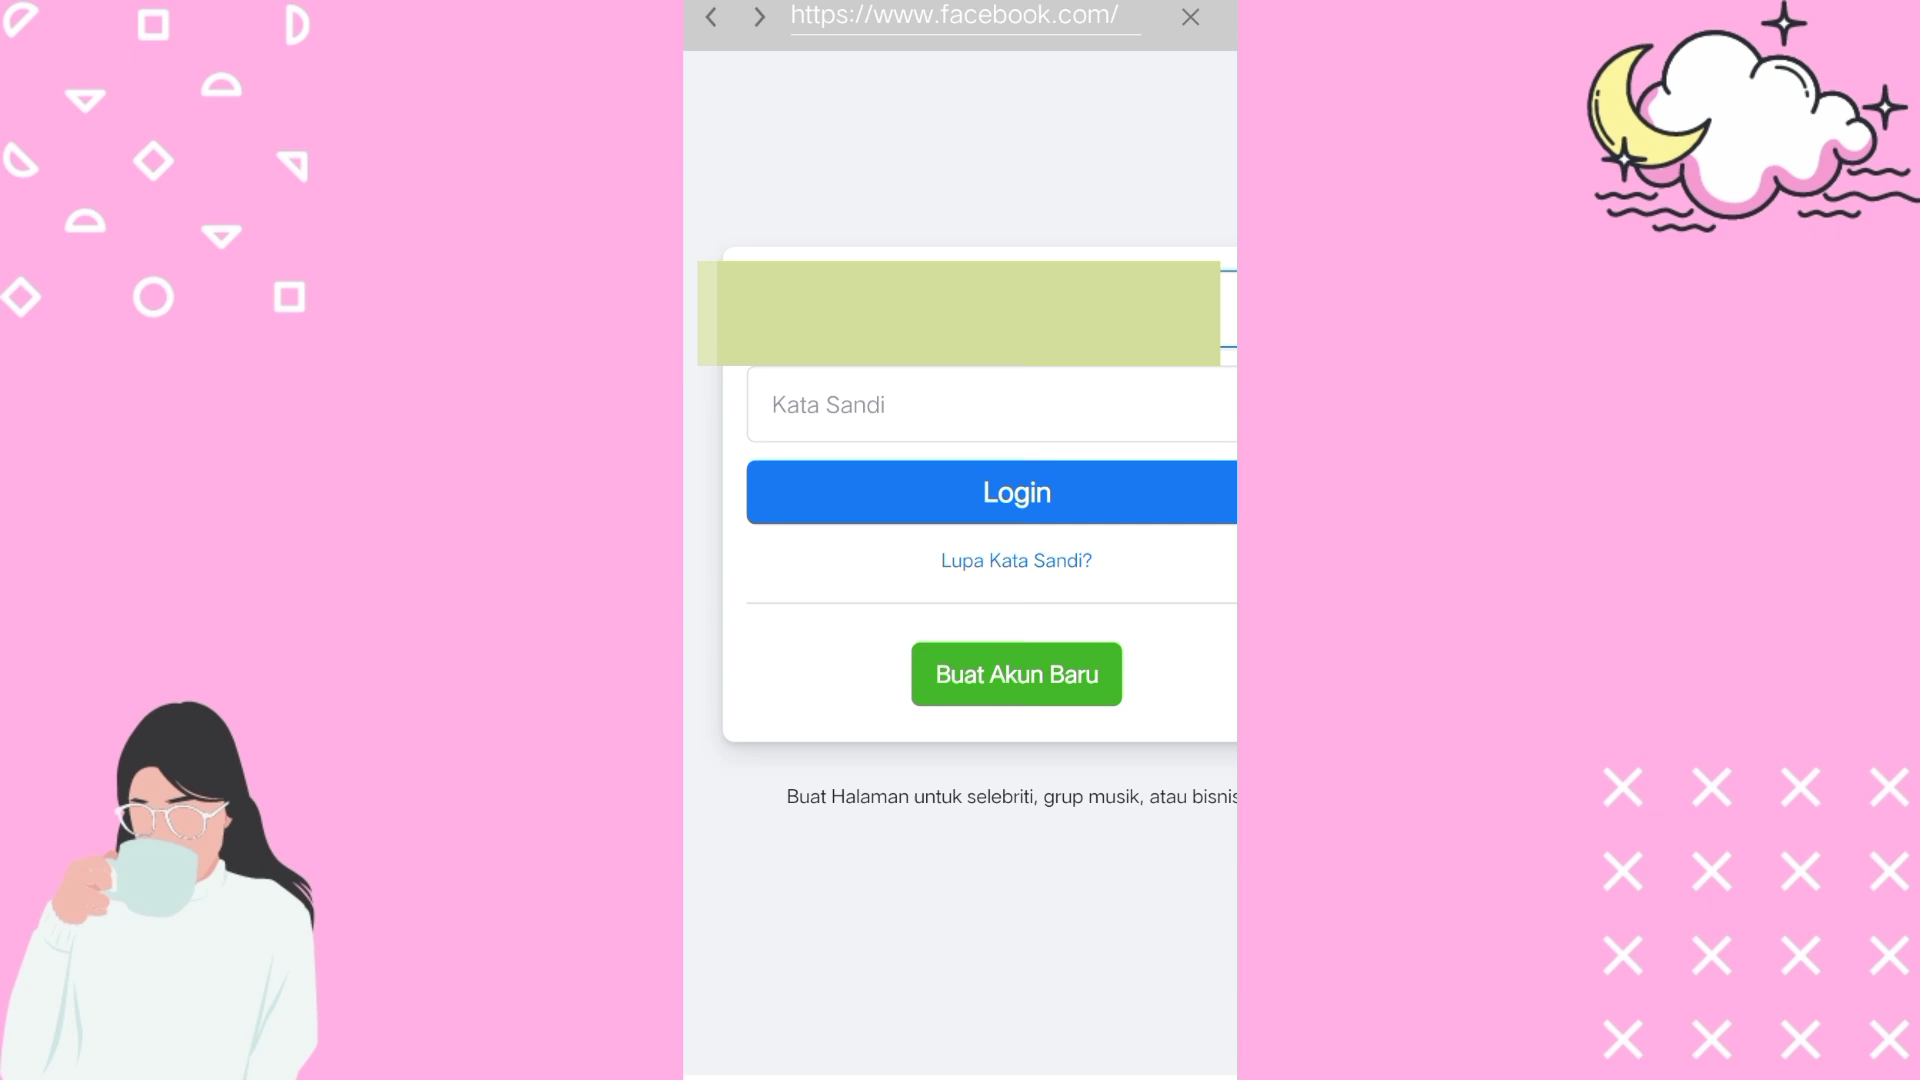 https://www.facebook.com/
Kata Sandi
Login
Lupa Kata Sandi?
Buat Akun Baru
Buat Halaman untuk selebriti, grup musik, atau bisnis